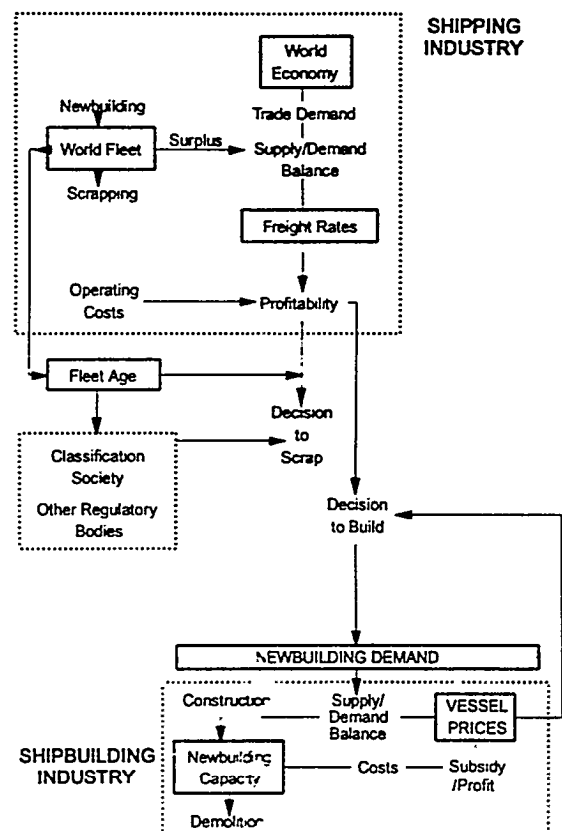 SHIPPING
INDUSTRY
World
Economy
Newbuilding
Trade Demand
World Fleet
Surplus
Supply/Demand
Balance
Scrapping
Freight Rates
Operating
Costs
Profitability
Fleet Age
Decision
to
Scrap
Classification
Society
Other Regulatory
Bodies
Decision
to Build
NEWBUILDING DEMAND
Construction
Supply/
Demand
Balance
VESSEL
PRICES
SHIPBUILDING
INDUSTRY
Newbuilding
Capacity
Costs
Subsidy
/Profit
Demolition